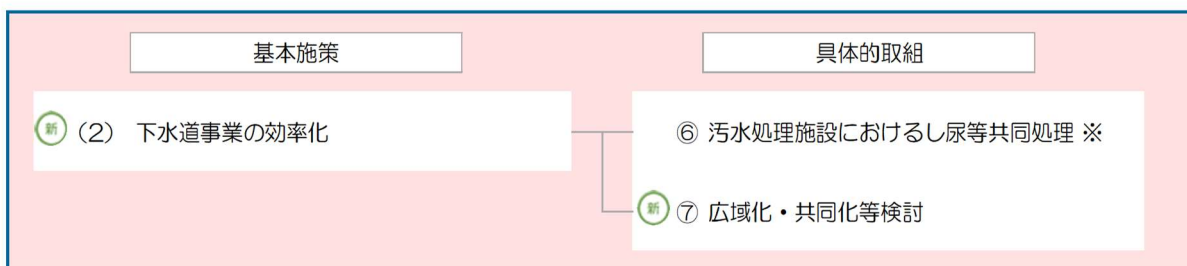 基本施策
具体的取組
新 (2) 下水道事業の効率化
⑥ 汚水処理施設におけるし尿等共同処理 ※
新 ⑦ 広域化・共同化等検討